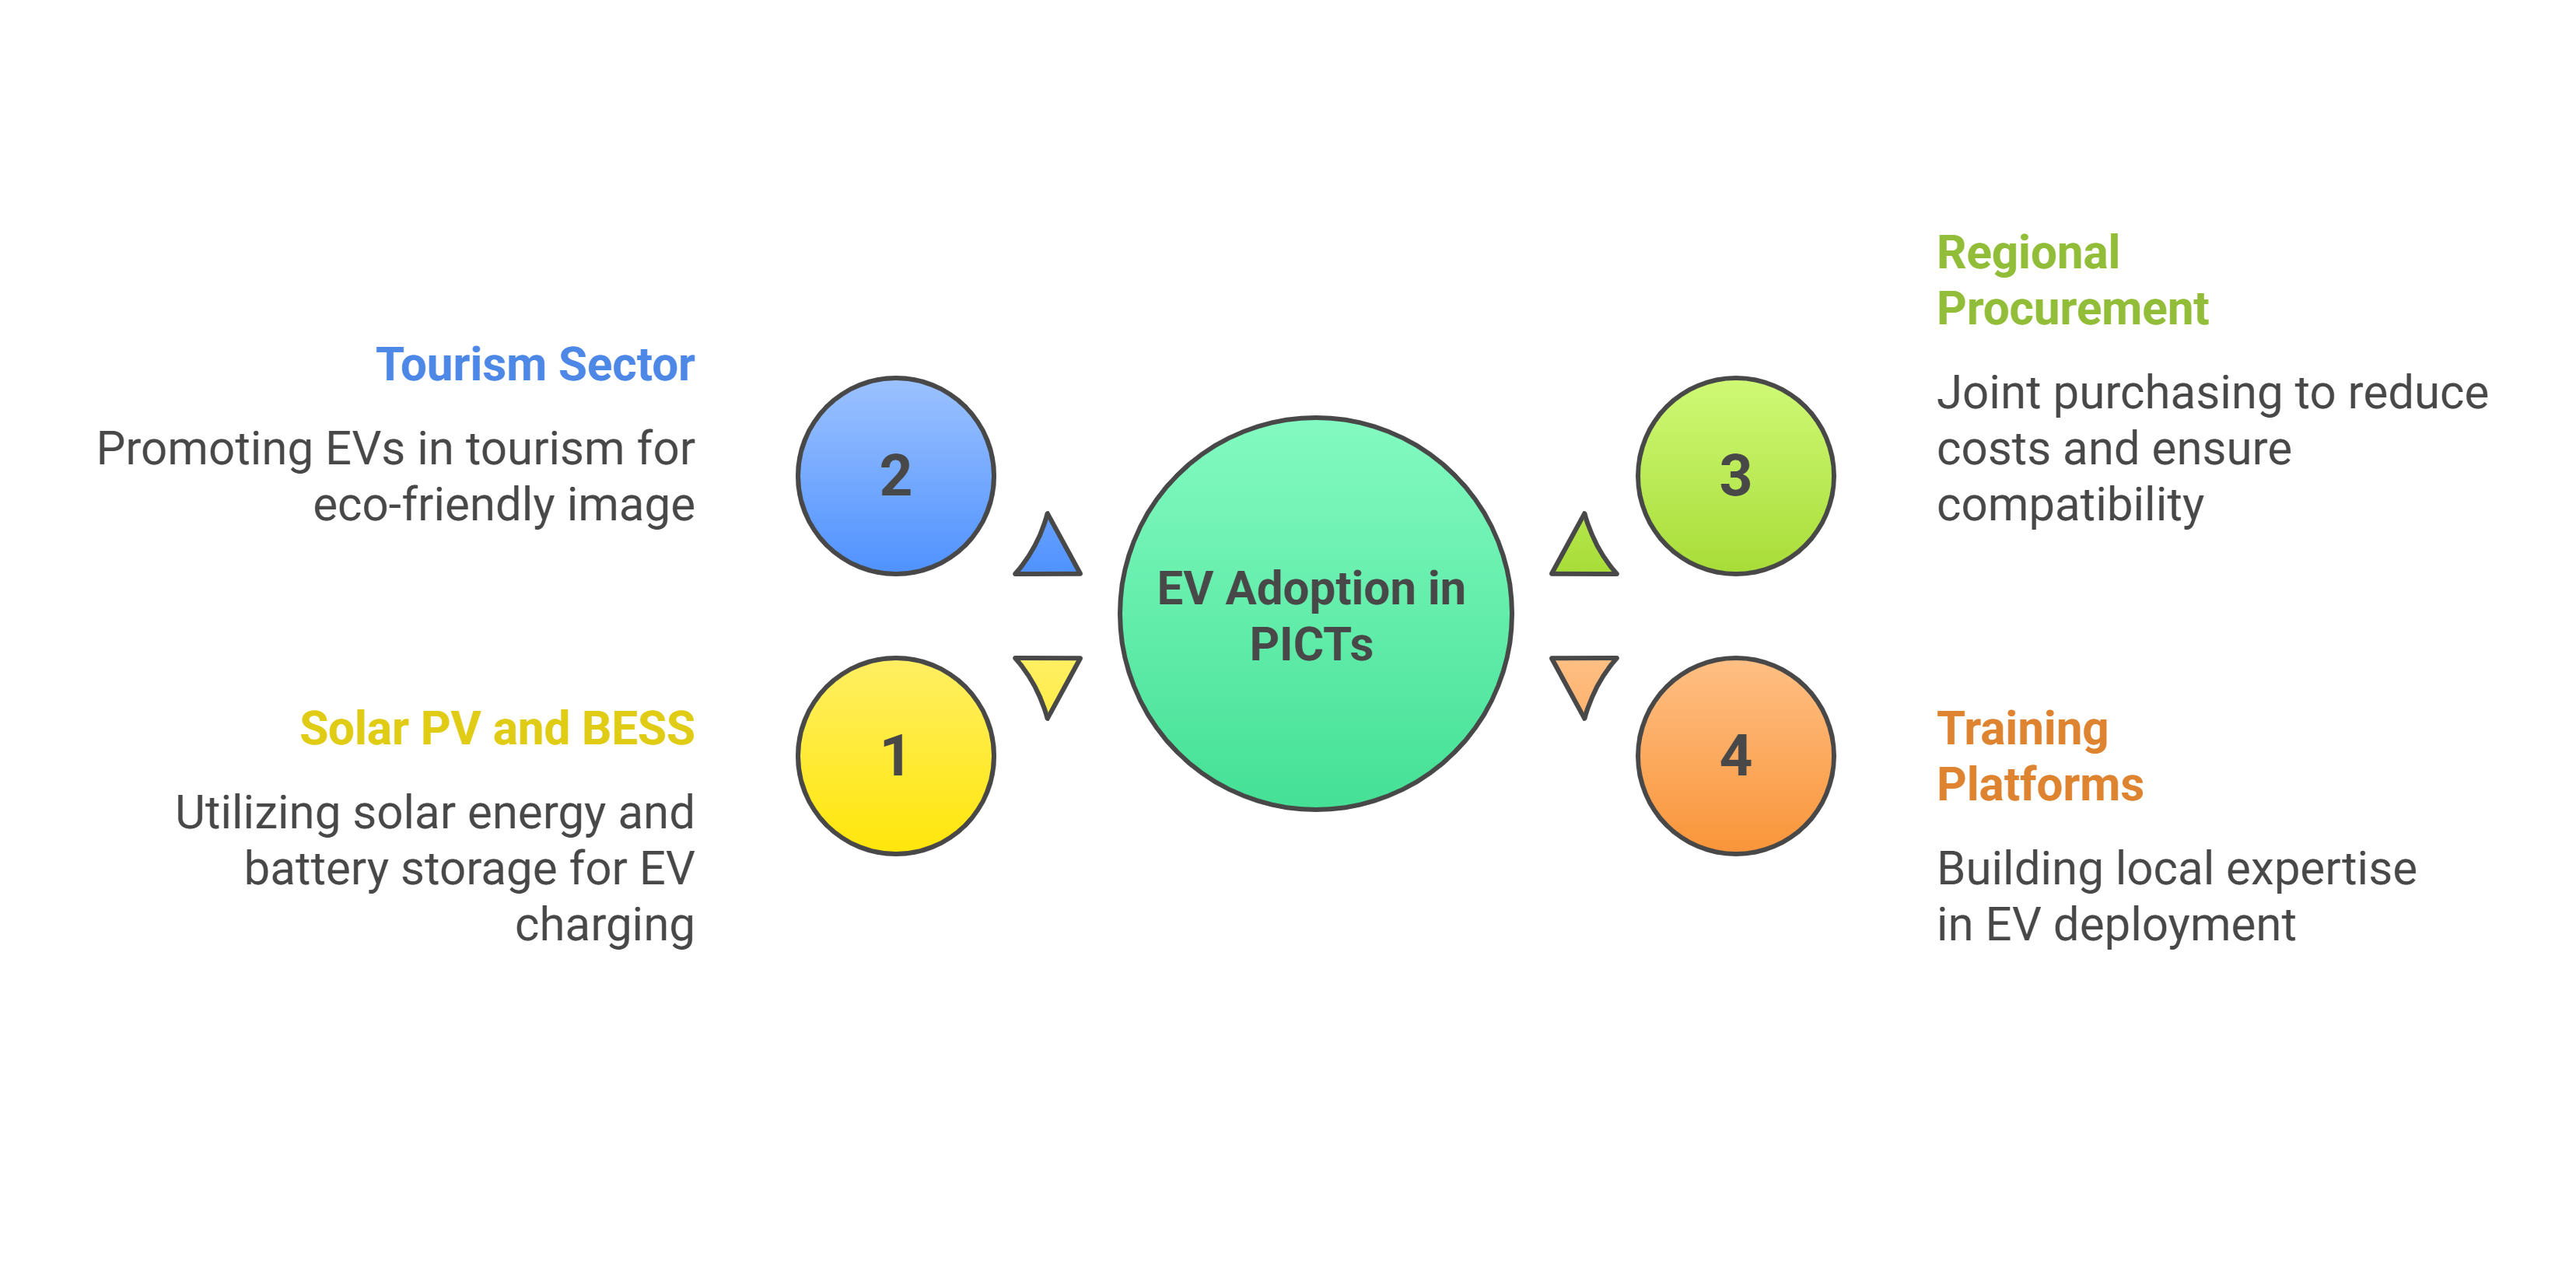 Tourism Sector
Promoting EVs in tourism for
eco-friendly image
2
Solar PV and BESS
Utilizing solar energy and
battery storage for EV
charging
1
EV Adoption in
PICTs
Regional
Procurement
Joint purchasing to reduce
costs and ensure
compatibility
3
Training
Platforms
Building local expertise
in EV deployment
4